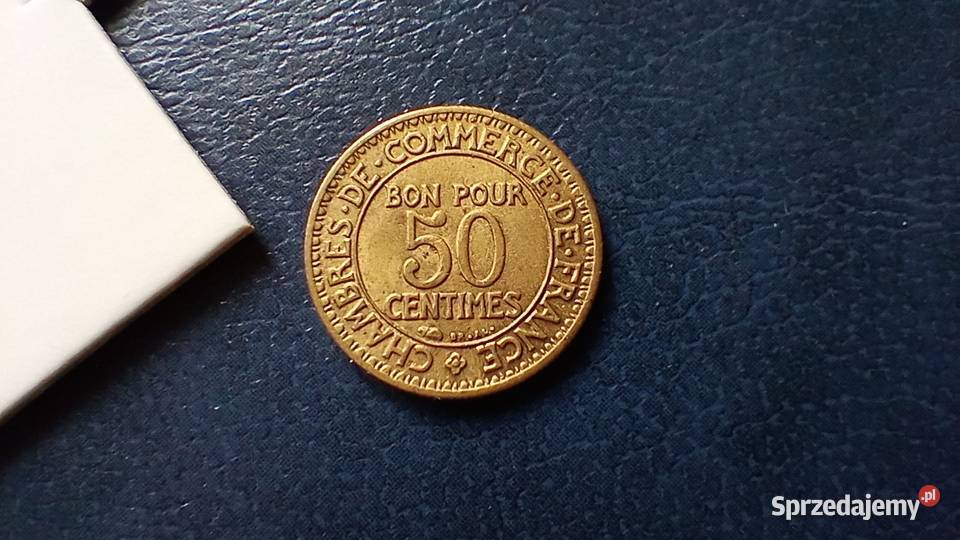 CHAMBRES·DE·COMMERCE·DE·FRANCE
BON POUR
50
CENTIMES
Sprzedajemy.pl